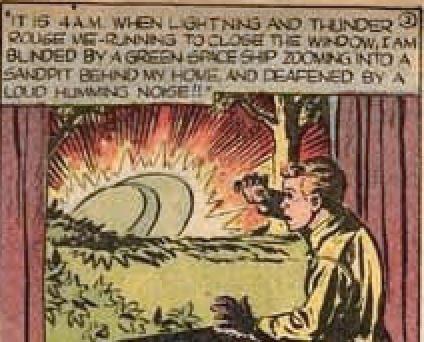 "IT IS 4 A.M. WHEN LIGHTNING AND THUNDER 3
ROUSE ME-RUNNING TO CLOSE THE WINDOW, I AM
BLINDED BY A GREEN SPACE SHIP ZOOMING INTO A
SANDPIT BEHIND MY HOME, AND DEAFENED BY A
LOUD HUMMING NOISE!!"